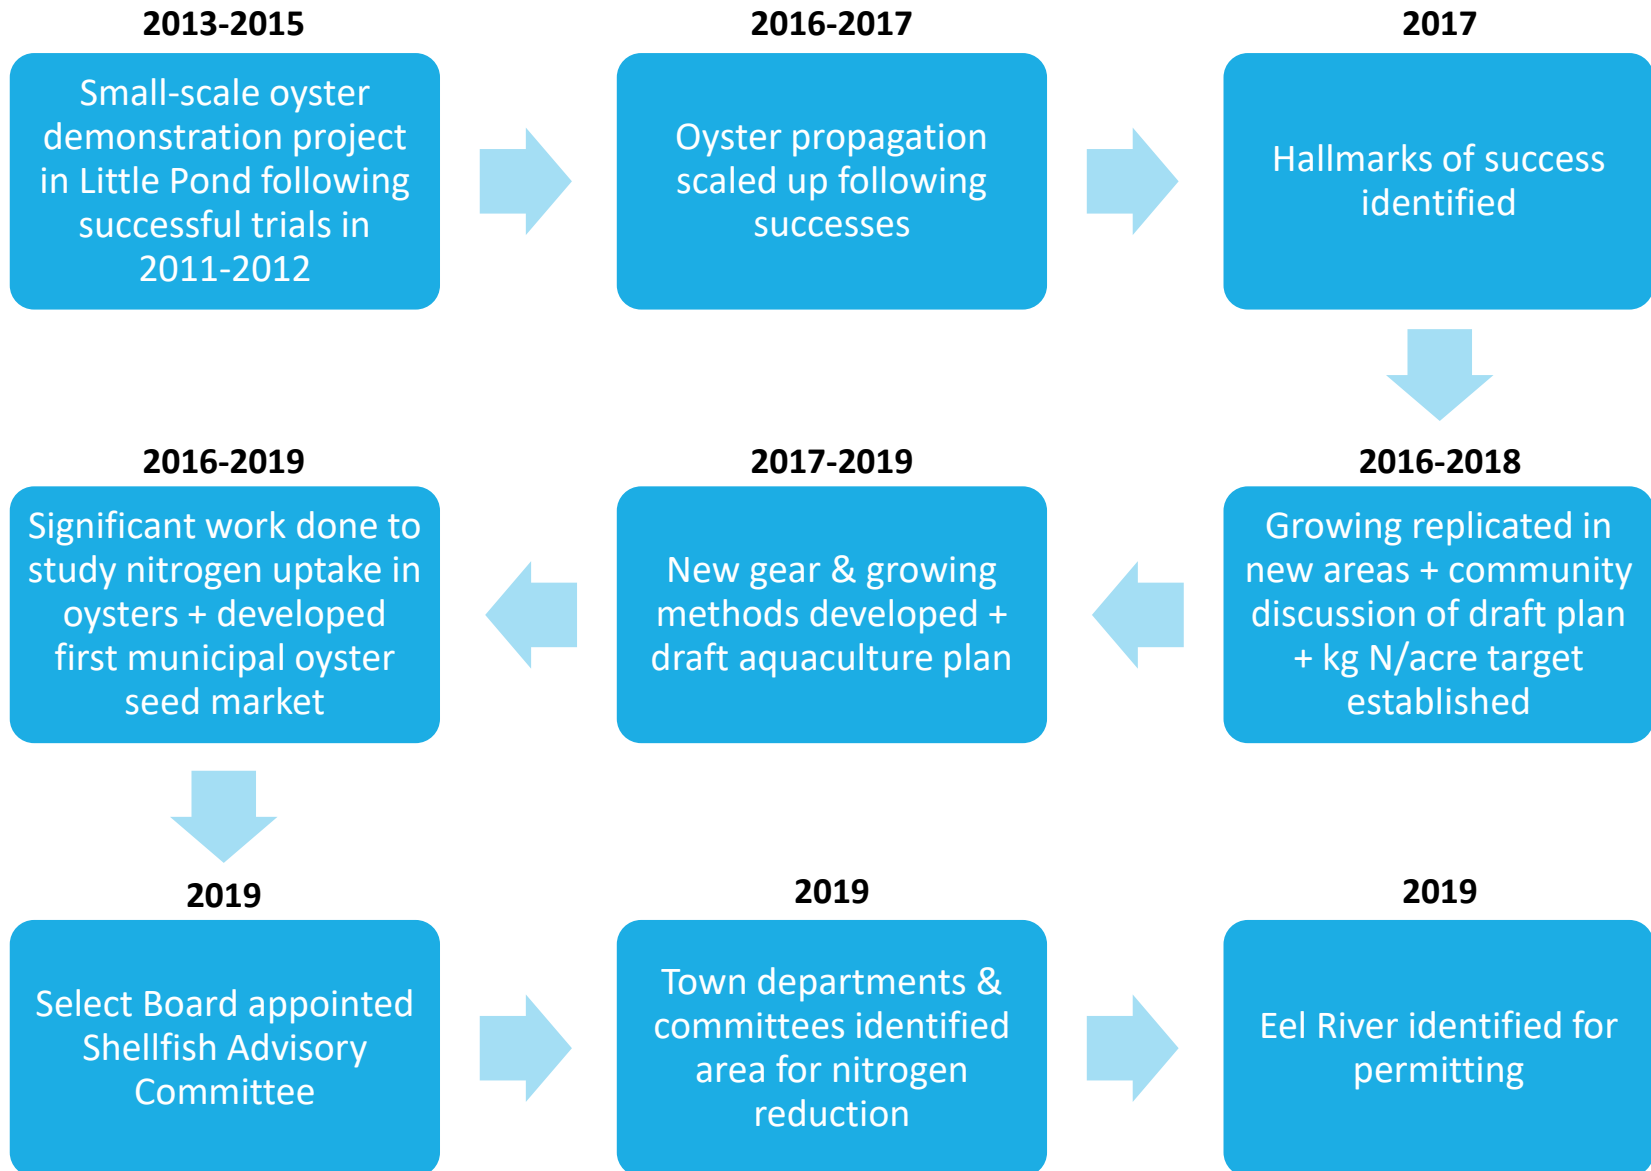 2013-2015
Small-scale oyster
demonstration project
in Little Pond following
successful trials in
2011-2012
2016-2017
Oyster propagation
scaled up following
successes
2017
Hallmarks of success
identified
2016-2018
Growing replicated in
new areas + community
discussion of draft plan
+ kg N/acre target
established
2017-2019
New gear & growing
methods developed +
draft aquaculture plan
2016-2019
Significant work done to
study nitrogen uptake in
oysters + developed
first municipal oyster
seed market
2019
Select Board appointed
Shellfish Advisory
Committee
2019
Town departments &
committees identified
area for nitrogen
reduction
2019
Eel River identified for
permitting